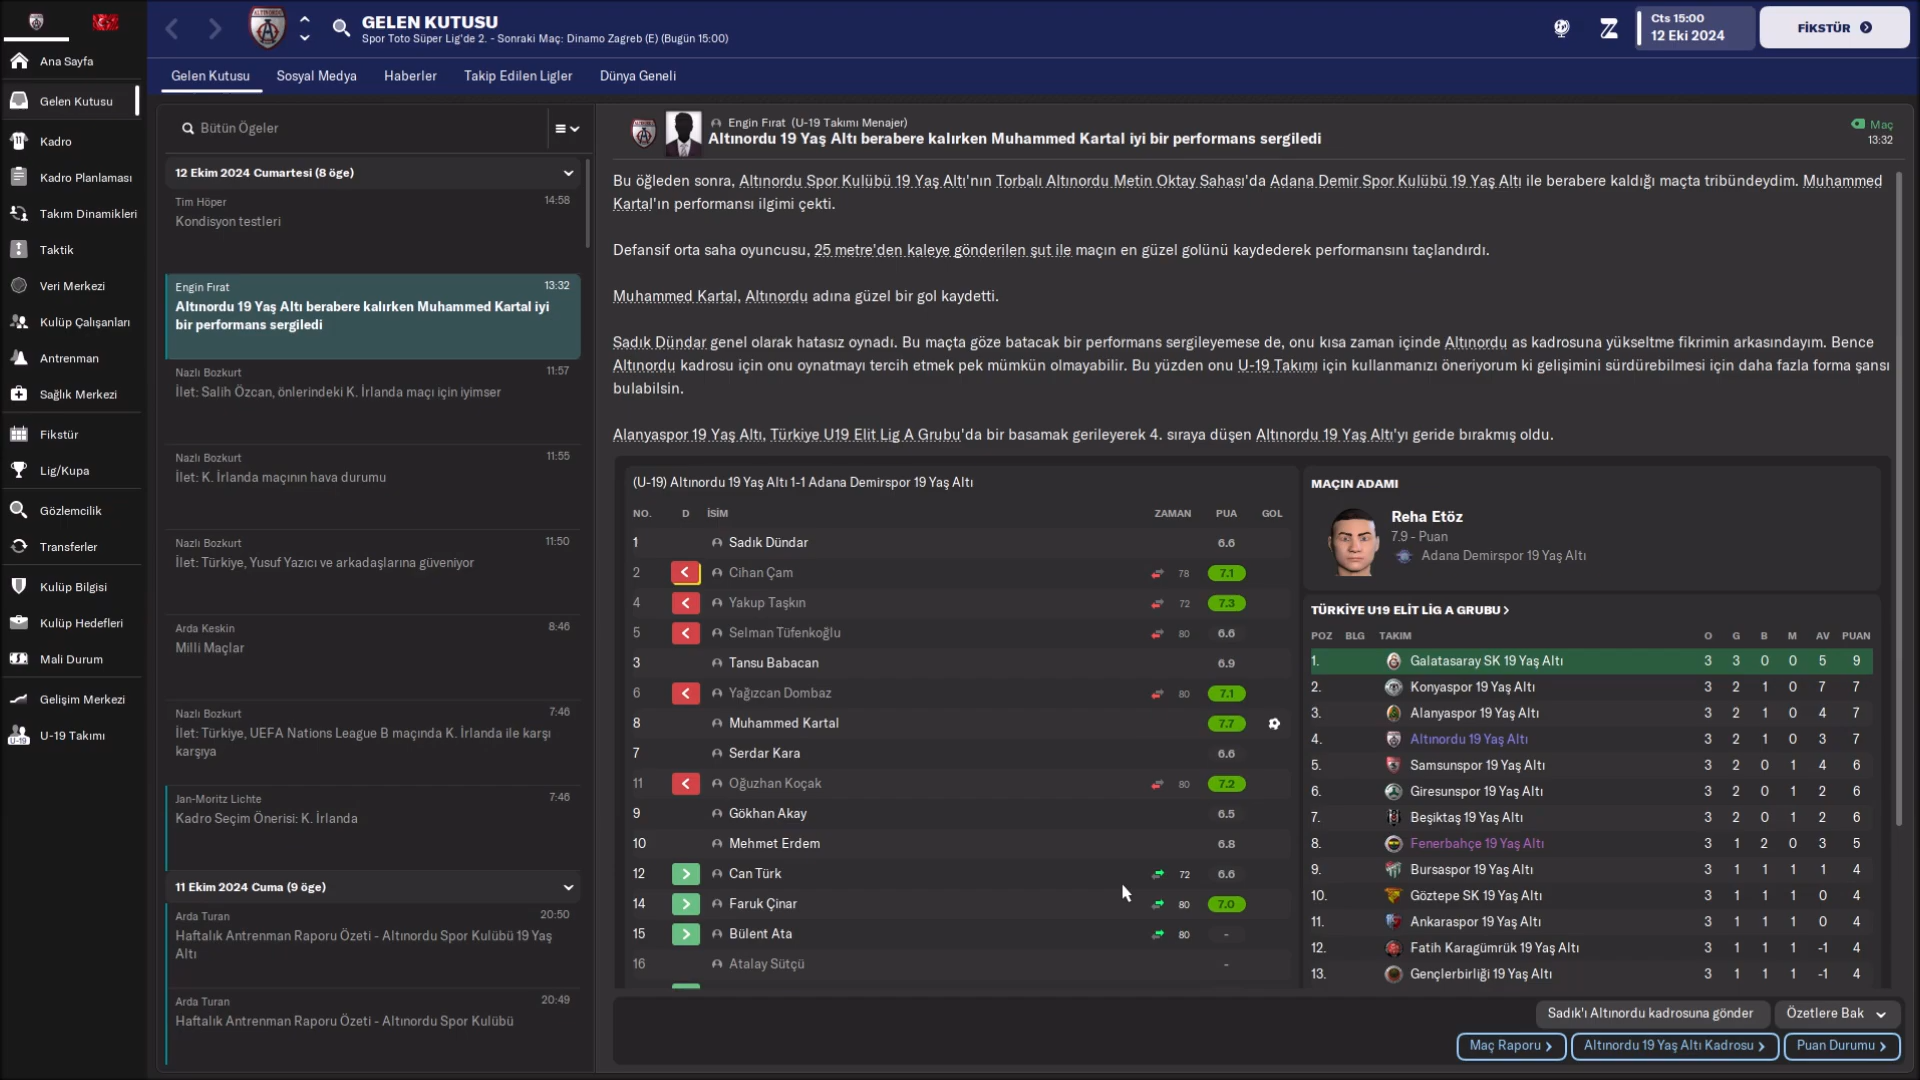 GELEN KUTUSU
Spor Toto Süper Lig'de 2. - Sonraki Maç: Dinamo Zagreb (E) (Bugün 15:00)
Cts 15:00
12 Eki 2024
FİKSTÜR
Gelen Kutusu Sosyal Medya Haberler Takip Edilen Ligler Dünya Geneli
Ana Sayfa
Gelen Kutusu
Kadro
Kadro Planlaması
Takım Dinamikleri
Taktik
Veri Merkezi
Kulüp Çalışanları
Antrenman
Sağlık Merkezi
Fikstür
Lig/Kupa
Gözlemcilik
Transferler
Kulüp Bilgisi
Kulüp Hedefleri
Mali Durum
Gelişim Merkezi
U-19 Takımı
Bütün Ögeler
12 Ekim 2024 Cumartesi (8 öge)
Tim Höper 14:58
Kondisyon testleri
Engin Fırat 13:32
Altınordu 19 Yaş Altı berabere kalırken Muhammed Kartal iyi
bir performans sergiledi
Nazlı Bozkurt 11:57
İlet: Salih Özcan, önlerindeki K. İrlanda maçı için iyimser
Nazlı Bozkurt 11:55
İlet: K. İrlanda maçının hava durumu
Nazlı Bozkurt 11:50
İlet: Türkiye, Yusuf Yazıcı ve arkadaşlarına güveniyor
Arda Keskin 8:46
Milli Maçlar
Nazlı Bozkurt 7:46
İlet: Türkiye, UEFA Nations League B maçında K. İrlanda ile karşı
karşıya
Jan-Moritz Lichte 7:46
Kadro Seçim Önerisi: K. İrlanda
11 Ekim 2024 Cuma (9 öge)
Arda Turan 20:50
Haftalık Antrenman Raporu Özeti - Altınordu Spor Kulübü 19 Yaş
Altı
Arda Turan 20:49
Haftalık Antrenman Raporu Özeti - Altınordu Spor Kulübü
Engin Fırat (U-19 Takımı Menajer)
Altınordu 19 Yaş Altı berabere kalırken Muhammed Kartal iyi bir performans sergiledi
Maç
13:32
Bu öğleden sonra, Altınordu Spor Kulübü 19 Yaş Altı'nın Torbalı Altınordu Metin Oktay Sahası'da Adana Demir Spor Kulübü 19 Yaş Altı ile berabere kaldığı maçta tribündeydim. Muhammed
Kartal'ın performansı ilgimi çekti.
Defansif orta saha oyuncusu, 25 metre'den kaleye gönderilen şut ile maçın en güzel golünü kaydederek performansını taçlandırdı.
Muhammed Kartal, Altınordu adına güzel bir gol kaydetti.
Sadık Dündar genel olarak hatasız oynadı. Bu maçta göze batacak bir performans sergileyemese de, onu kısa zaman içinde Altınordu as kadrosuna yükseltme fikrimin arkasındayım. Bence
Altınordu kadrosu için onu oynatmayı tercih etmek pek mümkün olmayabilir. Bu yüzden onu U-19 Takımı için kullanmanızı öneriyorum ki gelişimini sürdürebilmesi için daha fazla forma şansı
bulabilsin.
Alanyaspor 19 Yaş Altı, Türkiye U19 Elit Lig A Grubu'da bir basamak gerileyerek 4. sıraya düşen Altınordu 19 Yaş Altı'yı geride bırakmış oldu.
(U-19) Altınordu 19 Yaş Altı 1-1 Adana Demirspor 19 Yaş Altı
NO. D İSİM ZAMAN PUA GOL
1 Sadık Dündar 6.6
2 Cihan Çam 78 7.1
4 Yakup Taşkın 72 7.3
5 Selman Tüfenkoğlu 80 6.6
3 Tansu Babacan 6.9
6 Yağızcan Dombaz 80 7.1
8 Muhammed Kartal 7.7
7 Serdar Kara 6.6
11 Oğuzhan Koçak 80 7.2
9 Gökhan Akay 6.5
10 Mehmet Erdem 6.8
12 Can Türk 72 6.6
14 Faruk Çinar 80 7.0
15 Bülent Ata 80 -
16 Atalay Sütçü -
MAÇIN ADAMI
Reha Etöz
7.9 - Puan
Adana Demirspor 19 Yaş Altı
TÜRKİYE U19 ELİT LİG A GRUBU >
POZ BLG TAKIM O G B M AV PUAN
1. Galatasaray SK 19 Yaş Altı 3 3 0 0 5 9
2. Konyaspor 19 Yaş Altı 3 2 1 0 7 7
3. Alanyaspor 19 Yaş Altı 3 2 1 0 4 7
4. Altınordu 19 Yaş Altı 3 2 1 0 3 7
5. Samsunspor 19 Yaş Altı 3 2 0 1 4 6
6. Giresunspor 19 Yaş Altı 3 2 0 1 2 6
7. Beşiktaş 19 Yaş Altı 3 2 0 1 2 6
8. Fenerbahçe 19 Yaş Altı 3 1 2 0 3 5
9. Bursaspor 19 Yaş Altı 3 1 1 1 1 4
10. Göztepe SK 19 Yaş Altı 3 1 1 1 0 4
11. Ankaraspor 19 Yaş Altı 3 1 1 1 0 4
12. Fatih Karagümrük 19 Yaş Altı 3 1 1 1 -1 4
13. Gençlerbirliği 19 Yaş Altı 3 1 1 1 -1 4
Sadık'ı Altınordu kadrosuna gönder Özetlere Bak
Maç Raporu > Altınordu 19 Yaş Altı Kadrosu > Puan Durumu >